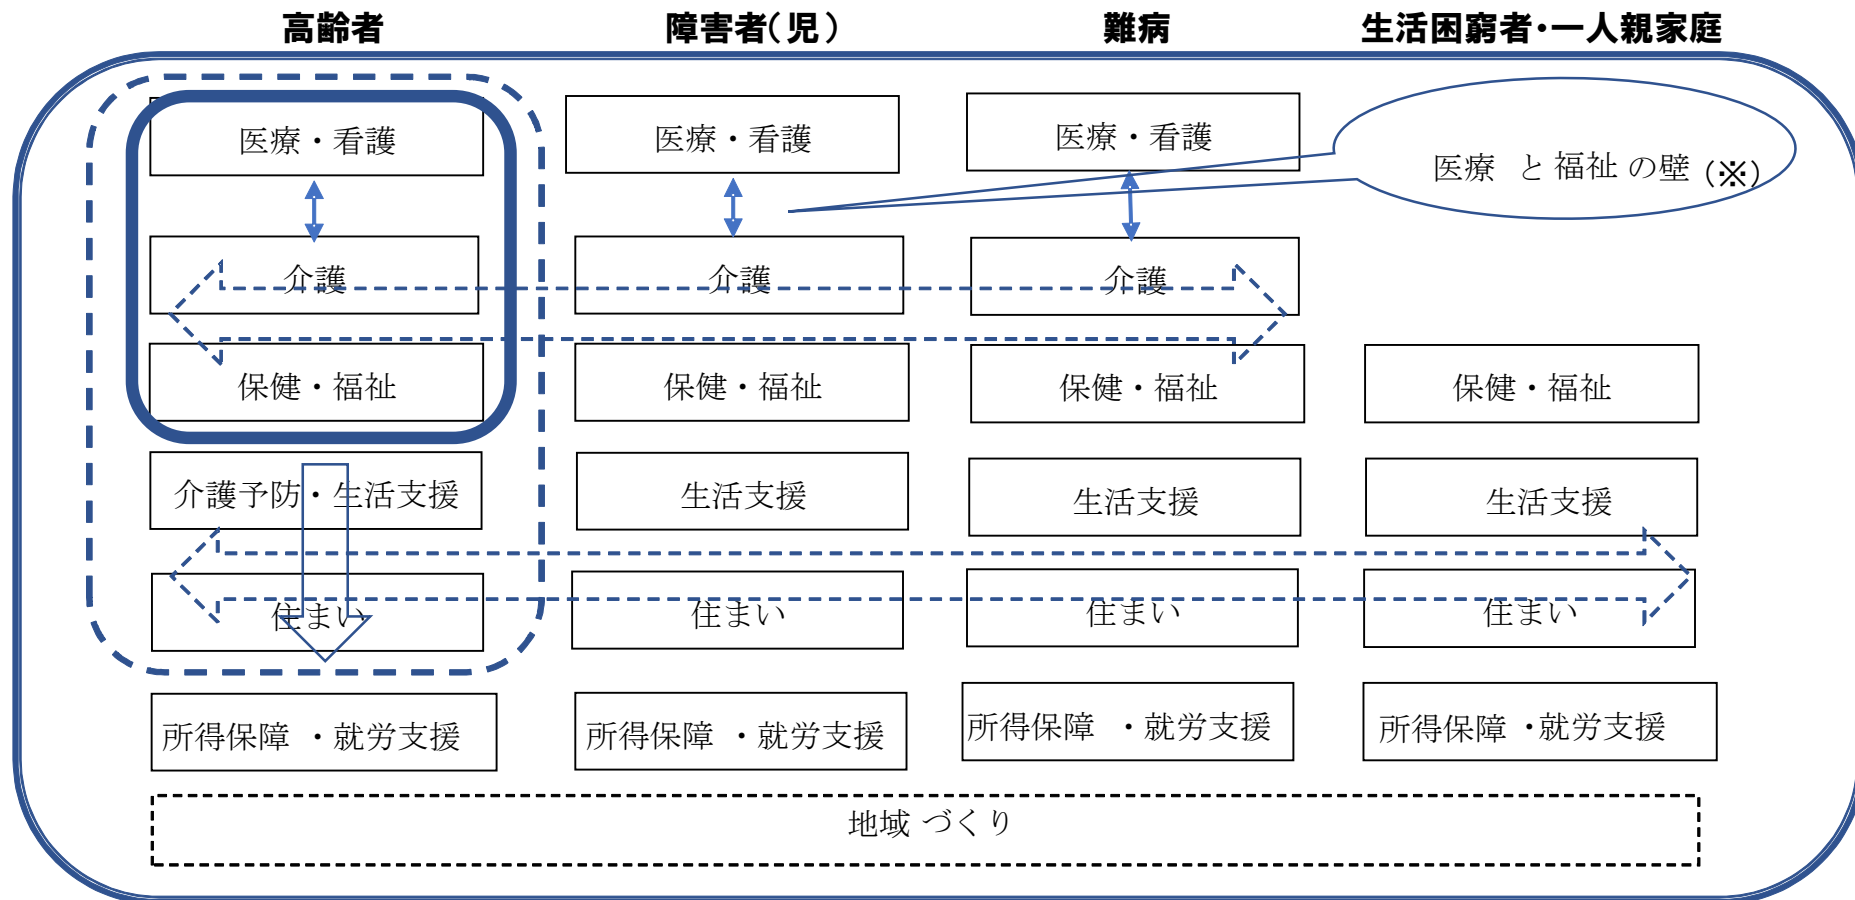 高齢者 障害者（児） 難病 生活困窮者・一人親家庭
医療・看護 医療・看護 医療・看護
医療 と 福祉 の壁（※）
介護 介護 介護
保健・福祉 保健・福祉 保健・福祉 保健・福祉
介護予防・生活支援 生活支援 生活支援 生活支援
住まい 住まい 住まい 住まい
所得保障 ・就労支援 所得保障 ・就労支援 所得保障 ・就労支援 所得保障 ・就労支援
地域 づくり